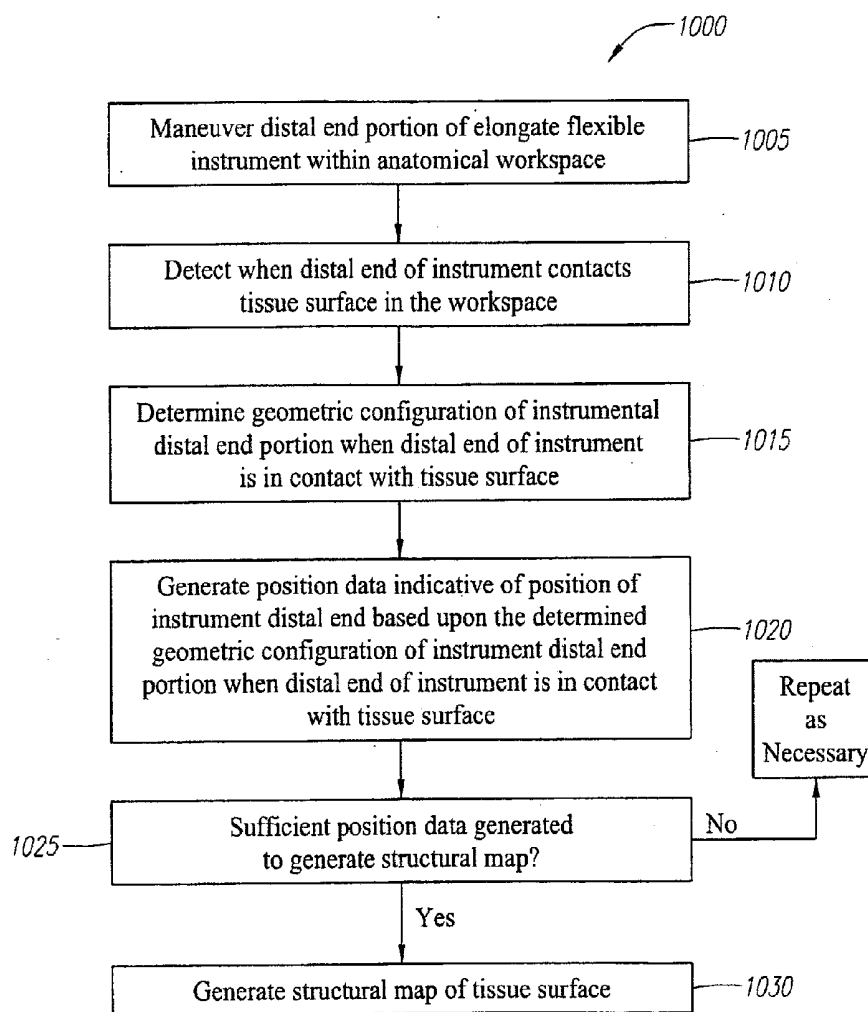 1000
Maneuver distal end portion of elongate flexible
instrument within anatomical workspace
1005
Detect when distal end of instrument contacts
tissue surface in the workspace
1010
Determine geometric configuration of instrumental
distal end portion when distal end of instrument
is in contact with tissue surface
1015
Generate position data indicative of position of
instrument distal end based upon the determined
geometric configuration of instrument distal end
portion when distal end of instrument is in contact
with tissue surface
1020
Repeat
as
Necessary
1025
Sufficient position data generated
to generate structural map?
No
Yes
Generate structural map of tissue surface
1030